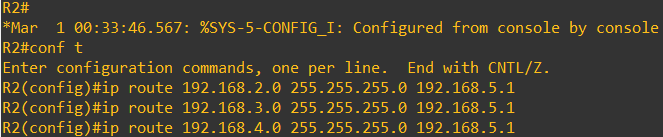 R2#
*Mar  1 00:33:46.567: %SYS-5-CONFIG_I: Configured from console by console
R2#conf t
Enter configuration commands, one per line.  End with CNTL/Z.
R2(config)#ip route 192.168.2.0 255.255.255.0 192.168.5.1
R2(config)#ip route 192.168.3.0 255.255.255.0 192.168.5.1
R2(config)#ip route 192.168.4.0 255.255.255.0 192.168.5.1